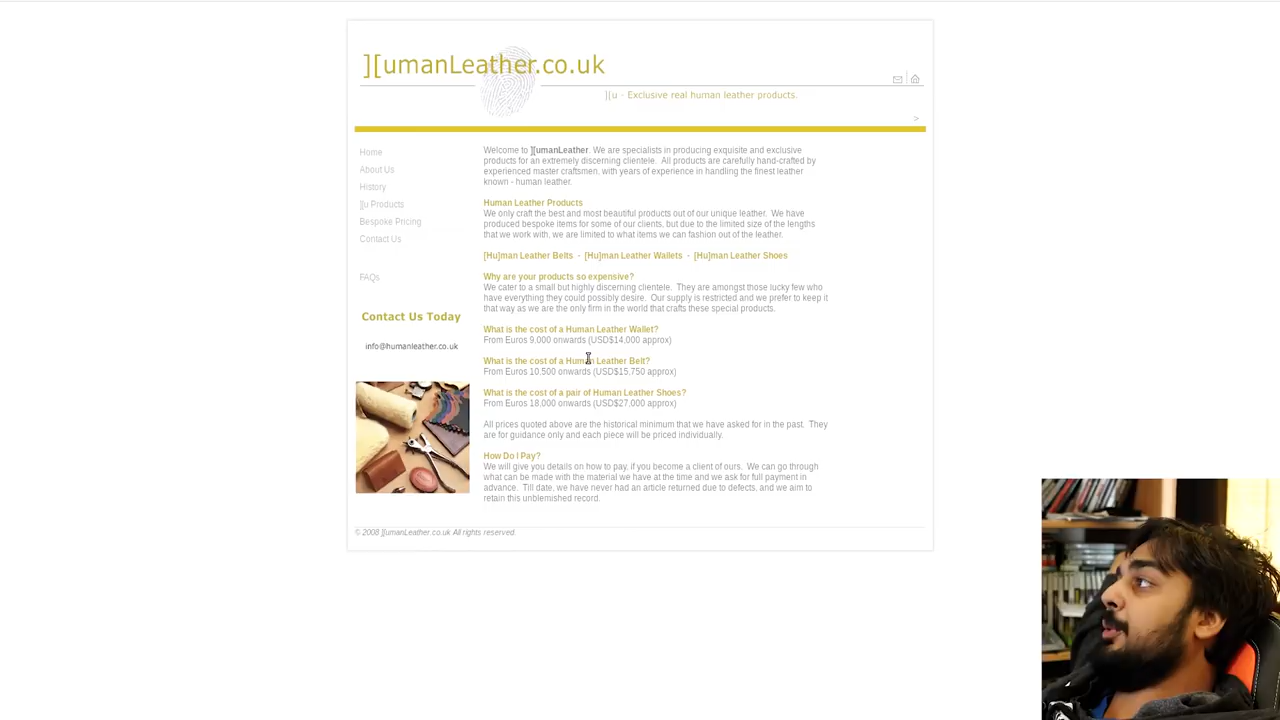 ][umanLeather.co.uk
][u - Exclusive real human leather products.
>
Home
About Us
History
][u Products
Bespoke Pricing
Contact Us
FAQs
Contact Us Today
info@humanleather.co.uk
Welcome to ][umanLeather. We are specialists in producing exquisite and exclusive
products for an extremely discerning clientele. All products are carefully hand-crafted by
experienced master craftsmen, with years of experience in handling the finest leather
known - human leather.
Human Leather Products
We only craft the best and most beautiful products out of our unique leather. We have
produced bespoke items for some of our clients, but due to the limited size of the lengths
that we work with, we are limited to what items we can fashion out of the leather.
[Hu]man Leather Belts - [Hu]man Leather Wallets - [Hu]man Leather Shoes
Why are your products so expensive?
We cater to a small but highly discerning clientele. They are amongst those lucky few who
have everything they could possibly desire. Our supply is restricted and we prefer to keep it
that way as we are the only firm in the world that crafts these special products.
What is the cost of a Human Leather Wallet?
From Euros 9,000 onwards (USD$14,000 approx)
What is the cost of a Human Leather Belt?
From Euros 10,500 onwards (USD$15,750 approx)
What is the cost of a pair of Human Leather Shoes?
From Euros 18,000 onwards (USD$27,000 approx)
All prices quoted above are the historical minimum that we have asked for in the past. They
are for guidance only and each piece will be priced individually.
How Do I Pay?
We will give you details on how to pay, if you become a client of ours. We can go through
what can be made with the material we have at the time and we ask for full payment in
advance. Till date, we have never had an article returned due to defects, and we aim to
retain this unblemished record.
© 2008 ][umanLeather.co.uk All rights reserved